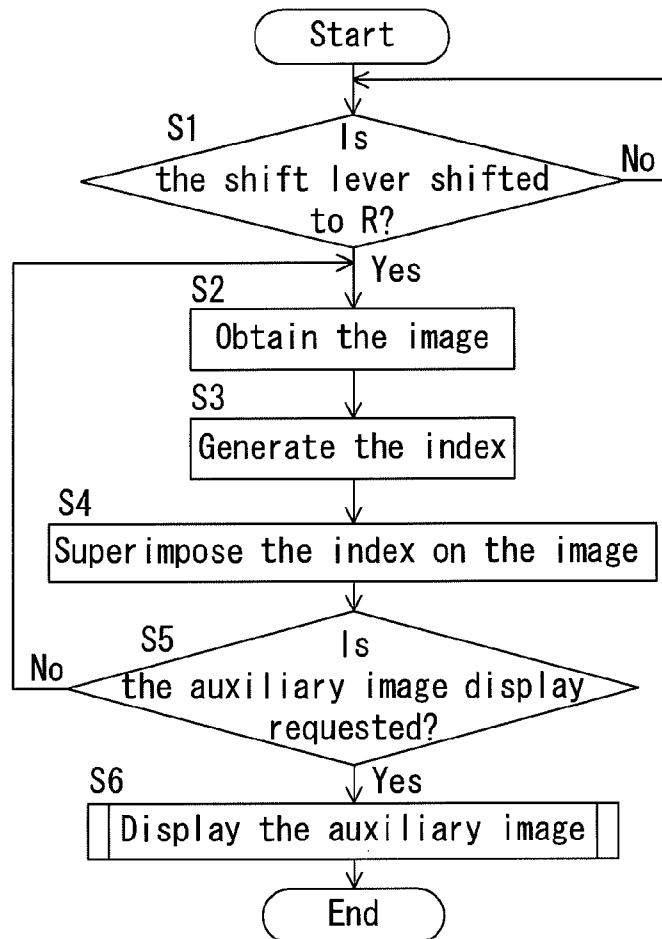 Start
S1
Is
the shift lever shifted
to R?
No
Yes
S2
Obtain the image
S3
Generate the index
S4
Superimpose the index on the image
S5
Is
the auxiliary image display
requested?
No
Yes
S6
Display the auxiliary image
End